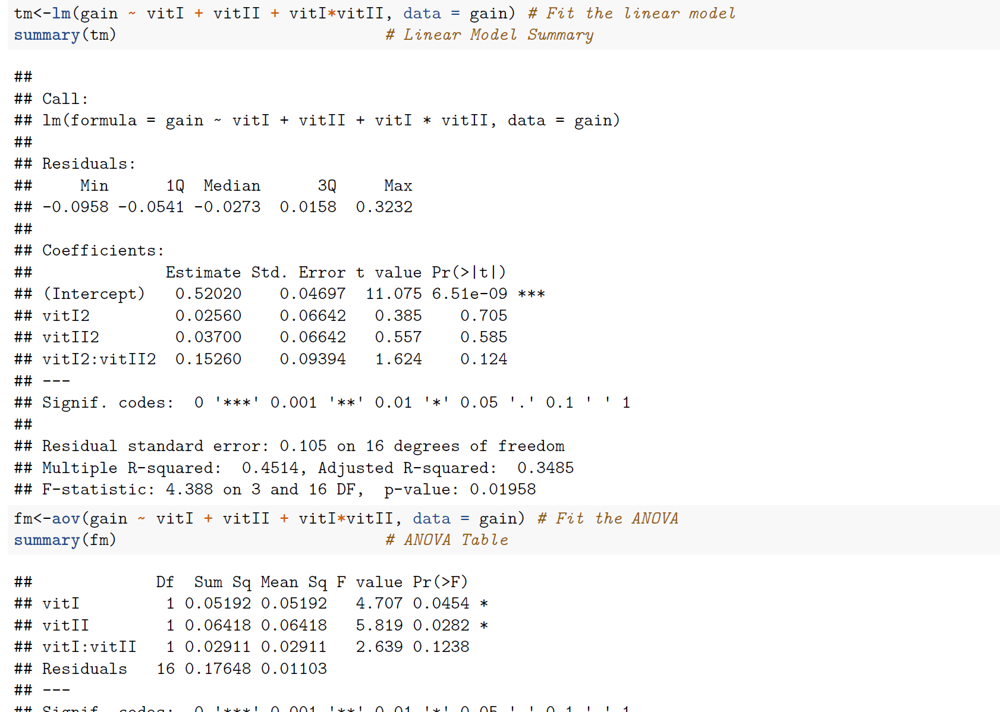 tm<-lm(gain ~ vitI + vitII + vitI*vitII, data = gain) # Fit the linear model
summary(tm)                            # Linear Model Summary
##
## Call:
## lm(formula = gain ~ vitI + vitII + vitI * vitII, data = gain)
##
## Residuals:
##     Min      1Q  Median      3Q     Max
## -0.0958 -0.0541 -0.0273  0.0158  0.3232
##
## Coefficients:
##              Estimate Std. Error t value Pr(>|t|)
## (Intercept)   0.52020    0.04697  11.075 6.51e-09 ***
## vitI2         0.02560    0.06642   0.385    0.705
## vitII2        0.03700    0.06642   0.557    0.585
## vitI2:vitII2  0.15260    0.09394   1.624    0.124
## ---
## Signif. codes:  0 '***' 0.001 '**' 0.01 '*' 0.05 '.' 0.1 ' ' 1
##
## Residual standard error: 0.105 on 16 degrees of freedom
## Multiple R-squared:  0.4514, Adjusted R-squared:  0.3485
## F-statistic: 4.388 on 3 and 16 DF,  p-value: 0.01958
fm<-aov(gain ~ vitI + vitII + vitI*vitII, data = gain) # Fit the ANOVA
summary(fm)                            # ANOVA Table
##             Df  Sum Sq Mean Sq F value Pr(>F)
## vitI         1 0.05192 0.05192   4.707 0.0454 *
## vitII        1 0.06418 0.06418   5.819 0.0282 *
## vitI:vitII   1 0.02911 0.02911   2.639 0.1238
## Residuals   16 0.17648 0.01103
## ---
## Signif. codes:  0 '***' 0.001 '**' 0.01 '*' 0.05 '.' 0.1 ' ' 1